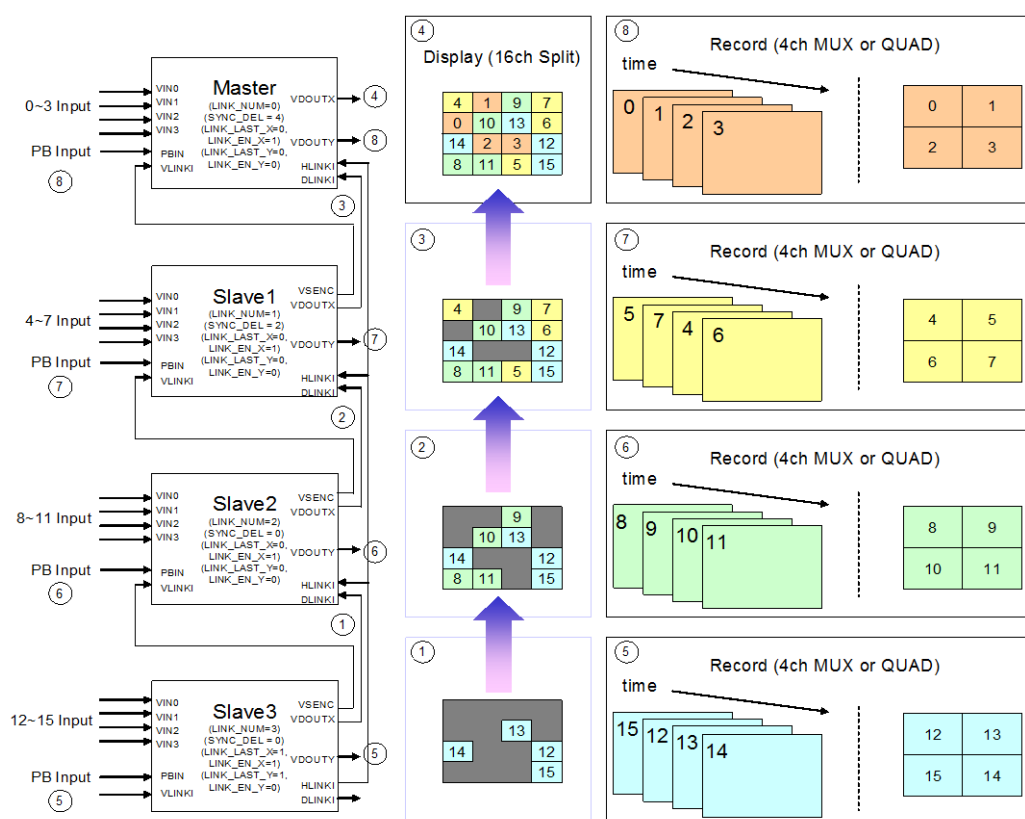 VIN0
VIN1
VIN2
VIN3
PBIN
VLINKI
0~3 Input
PB Input
8
Master
(LINK_NUM=0)
(SYNC_DEL = 4)
(LINK_LAST_X=0,
LINK_EN_X=1)
(LINK_LAST_Y=0,
LINK_EN_Y=0)
VDOUTX
4
VDOUTY
8
HLINKI
DLINKI
3
VIN0
VIN1
VIN2
VIN3
PBIN
VLINKI
4~7 Input
PB Input
7
Slave1
(LINK_NUM=1)
(SYNC_DEL = 2)
(LINK_LAST_X=0,
LINK_EN_X=1)
(LINK_LAST_Y=0,
LINK_EN_Y=0)
VSENC
VDOUTX
VDOUTY
7
HLINKI
DLINKI
2
VIN0
VIN1
VIN2
VIN3
PBIN
VLINKI
8~11 Input
PB Input
6
Slave2
(LINK_NUM=2)
(SYNC_DEL = 0)
(LINK_LAST_X=0,
LINK_EN_X=1)
(LINK_LAST_Y=0,
LINK_EN_Y=0)
VSENC
VDOUTX
VDOUTY
6
HLINKI
DLINKI
1
VIN0
VIN1
VIN2
VIN3
PBIN
VLINKI
12~15 Input
PB Input
5
Slave3
(LINK_NUM=3)
(SYNC_DEL = 0)
(LINK_LAST_X=1,
LINK_EN_X=1)
(LINK_LAST_Y=1,
LINK_EN_Y=0)
VSENC
VDOUTX
VDOUTY
5
HLINKI
DLINKI
4
Display (16ch Split)
4 1 9 7
0 10 13 6
14 2 3 12
8 11 5 15
3
4 9 7
10 13 6
14 12
8 11 5 15
2
9
10 13
14 12
8 11 15
1
13
14 12
15
8
Record (4ch MUX or QUAD)
time
0 1 2 3
0 1
2 3
7
Record (4ch MUX or QUAD)
time
5 7 4 6
4 5
6 7
6
Record (4ch MUX or QUAD)
time
8 9 10 11
8 9
10 11
5
Record (4ch MUX or QUAD)
time
15 12 13 14
12 13
15 14